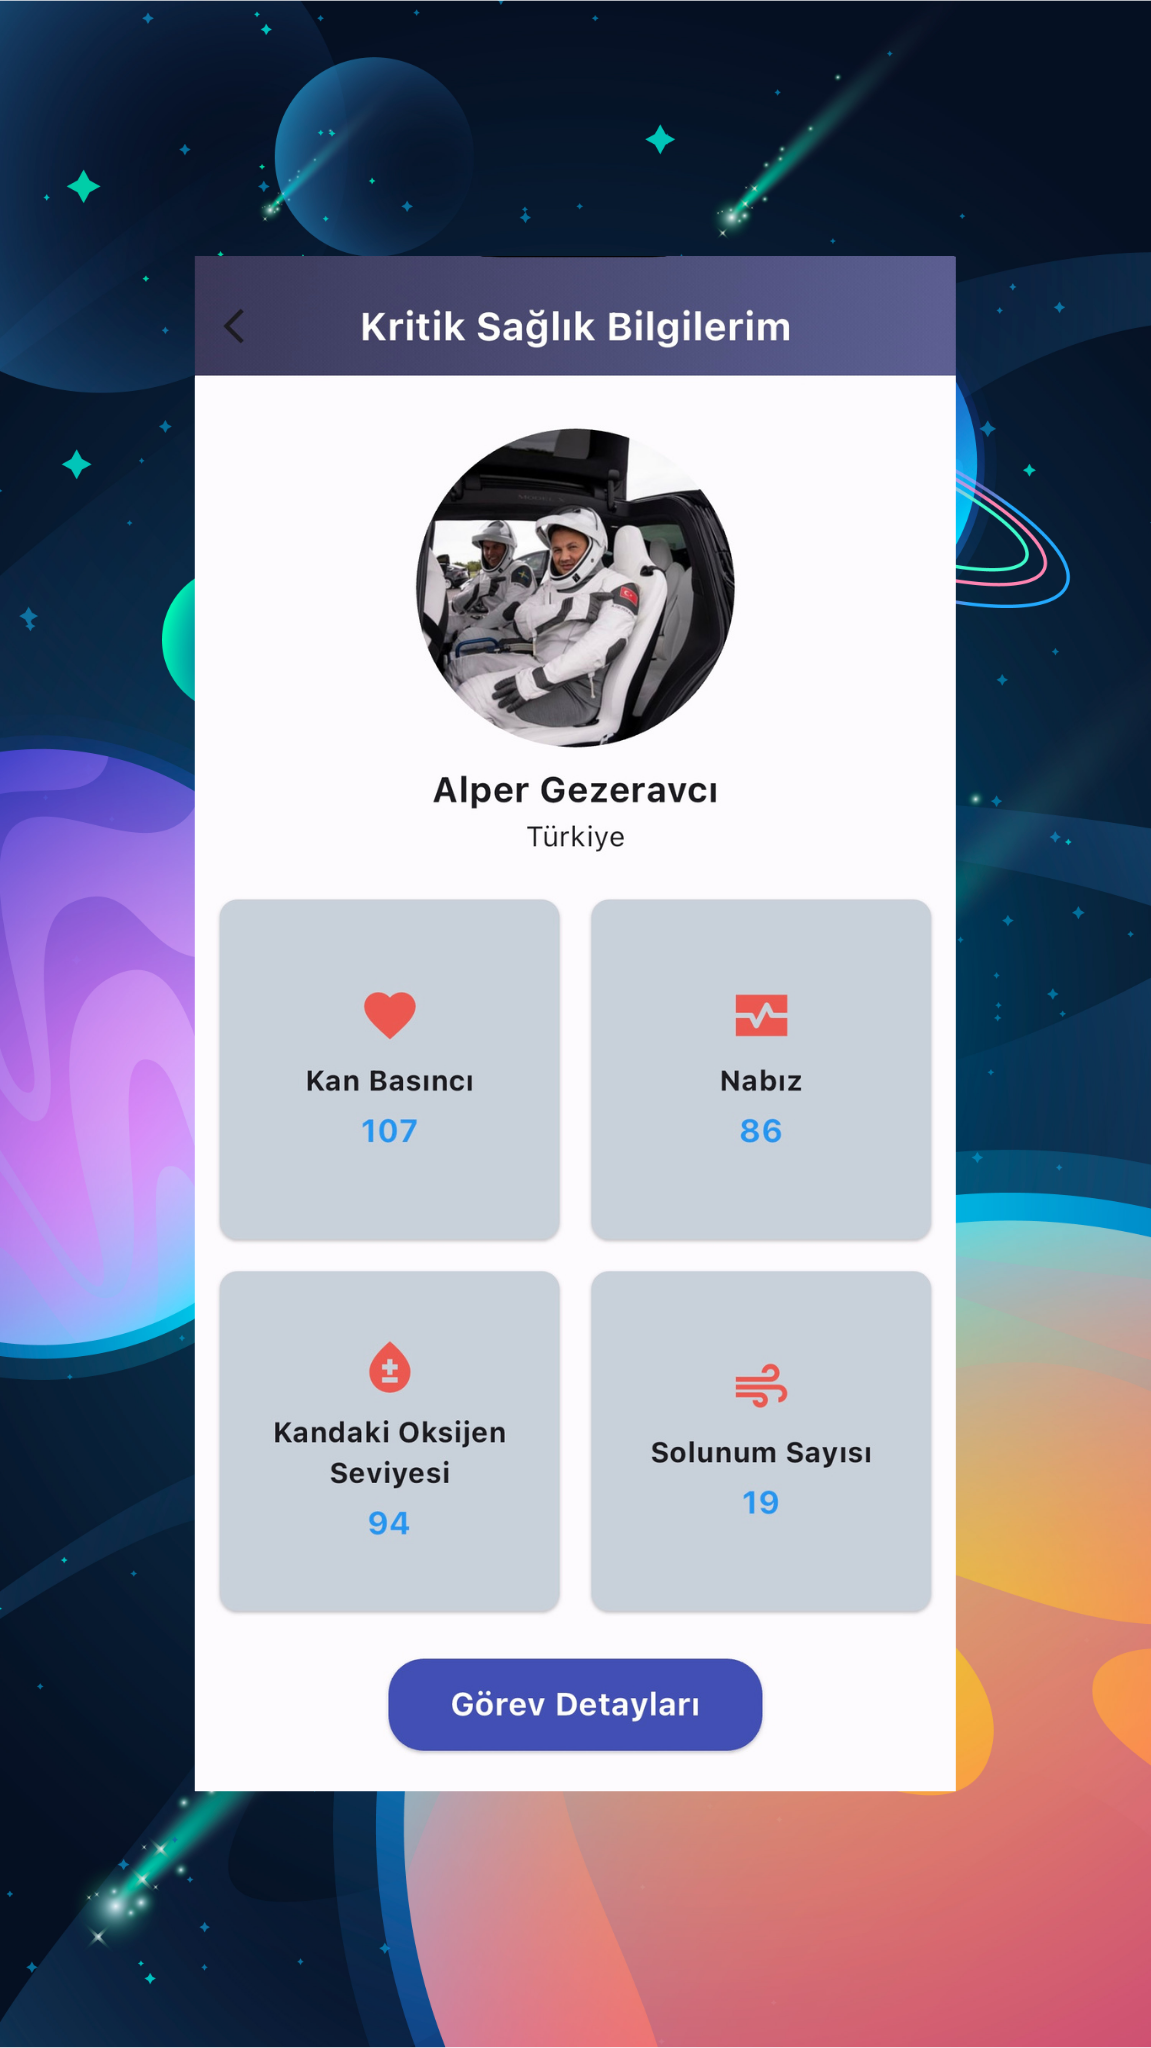 Kritik Sağlık Bilgilerim
Alper Gezeravcı
Türkiye
Kan Basıncı
107
Nabız
86
Kandaki Oksijen
Seviyesi
94
Solunum Sayısı
19
Görev Detayları